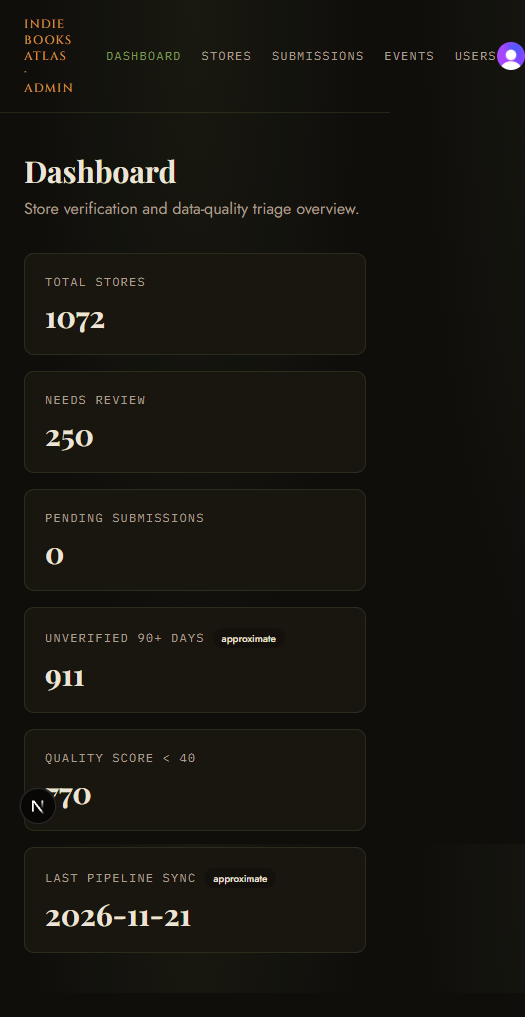 INDIE
BOOKS
ATLAS
·
ADMIN
DASHBOARD STORES SUBMISSIONS EVENTS USERS
Dashboard
Store verification and data-quality triage overview.
TOTAL STORES
1072
NEEDS REVIEW
250
PENDING SUBMISSIONS
0
UNVERIFIED 90+ DAYS approximate
911
QUALITY SCORE < 40
770
N
LAST PIPELINE SYNC approximate
2026-11-21